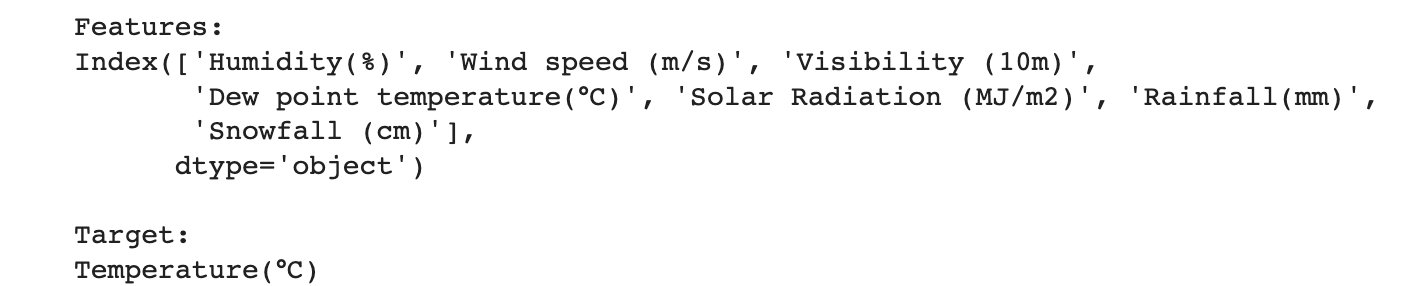 Features:
Index(['Humidity(%)', 'Wind speed (m/s)', 'Visibility (10m)',
       'Dew point temperature(°C)', 'Solar Radiation (MJ/m2)', 'Rainfall(mm)',
       'Snowfall (cm)'],
      dtype='object')

Target:
Temperature(°C)